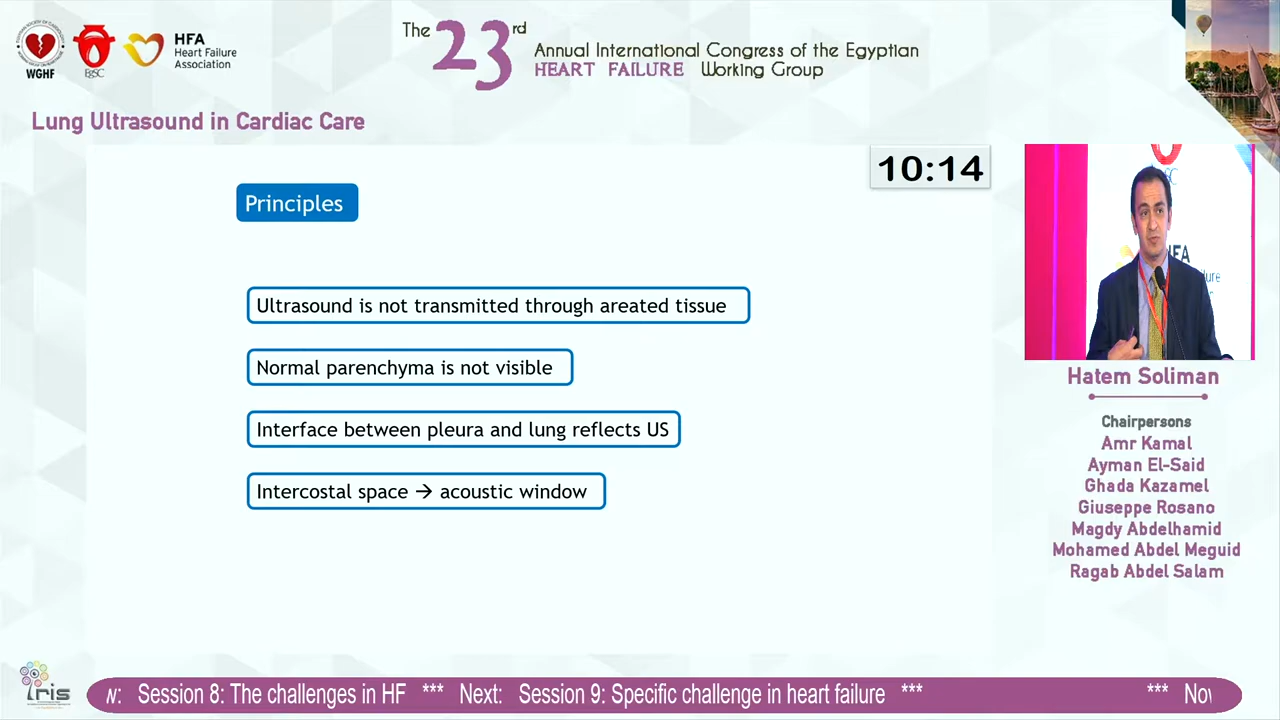 WGHF
EgSC
HFA
Heart Failure
Association
The 23rd
Annual International Congress of the Egyptian
HEART FAILURE Working Group
Lung Ultrasound in Cardiac Care
10:14
Principles
Ultrasound is not transmitted through areated tissue
Normal parenchyma is not visible
Interface between pleura and lung reflects US
Intercostal space → acoustic window
Hatem Soliman
Chairpersons
Amr Kamal
Ayman El-Said
Ghada Kazamel
Giuseppe Rosano
Magdy Abdelhamid
Mohamed Abdel Meguid
Ragab Abdel Salam
iris
Session 8: The challenges in HF *** Next: Session 9: Specific challenge in heart failure *** *** Nov